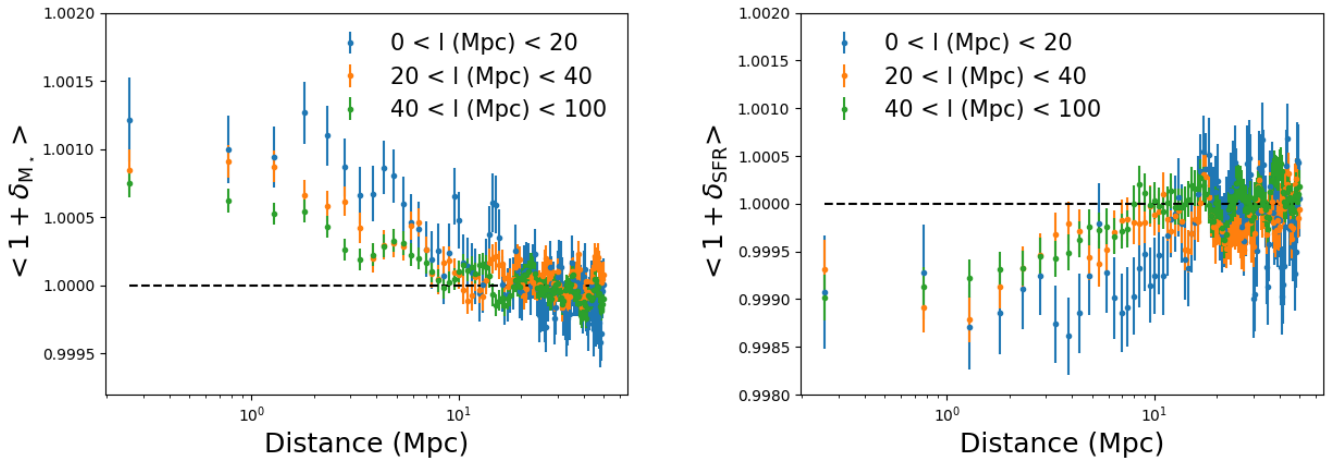 1.0020
1.0015
1.0010
1.0005
1.0000
0.9995
< 1 + δ_M⋆ >
0 < l (Mpc) < 20
20 < l (Mpc) < 40
40 < l (Mpc) < 100
10⁰
10¹
Distance (Mpc)
1.0020
1.0015
1.0010
1.0005
1.0000
0.9995
0.9990
0.9985
0.9980
< 1 + δ_SFR >
0 < l (Mpc) < 20
20 < l (Mpc) < 40
40 < l (Mpc) < 100
10⁰
10¹
Distance (Mpc)